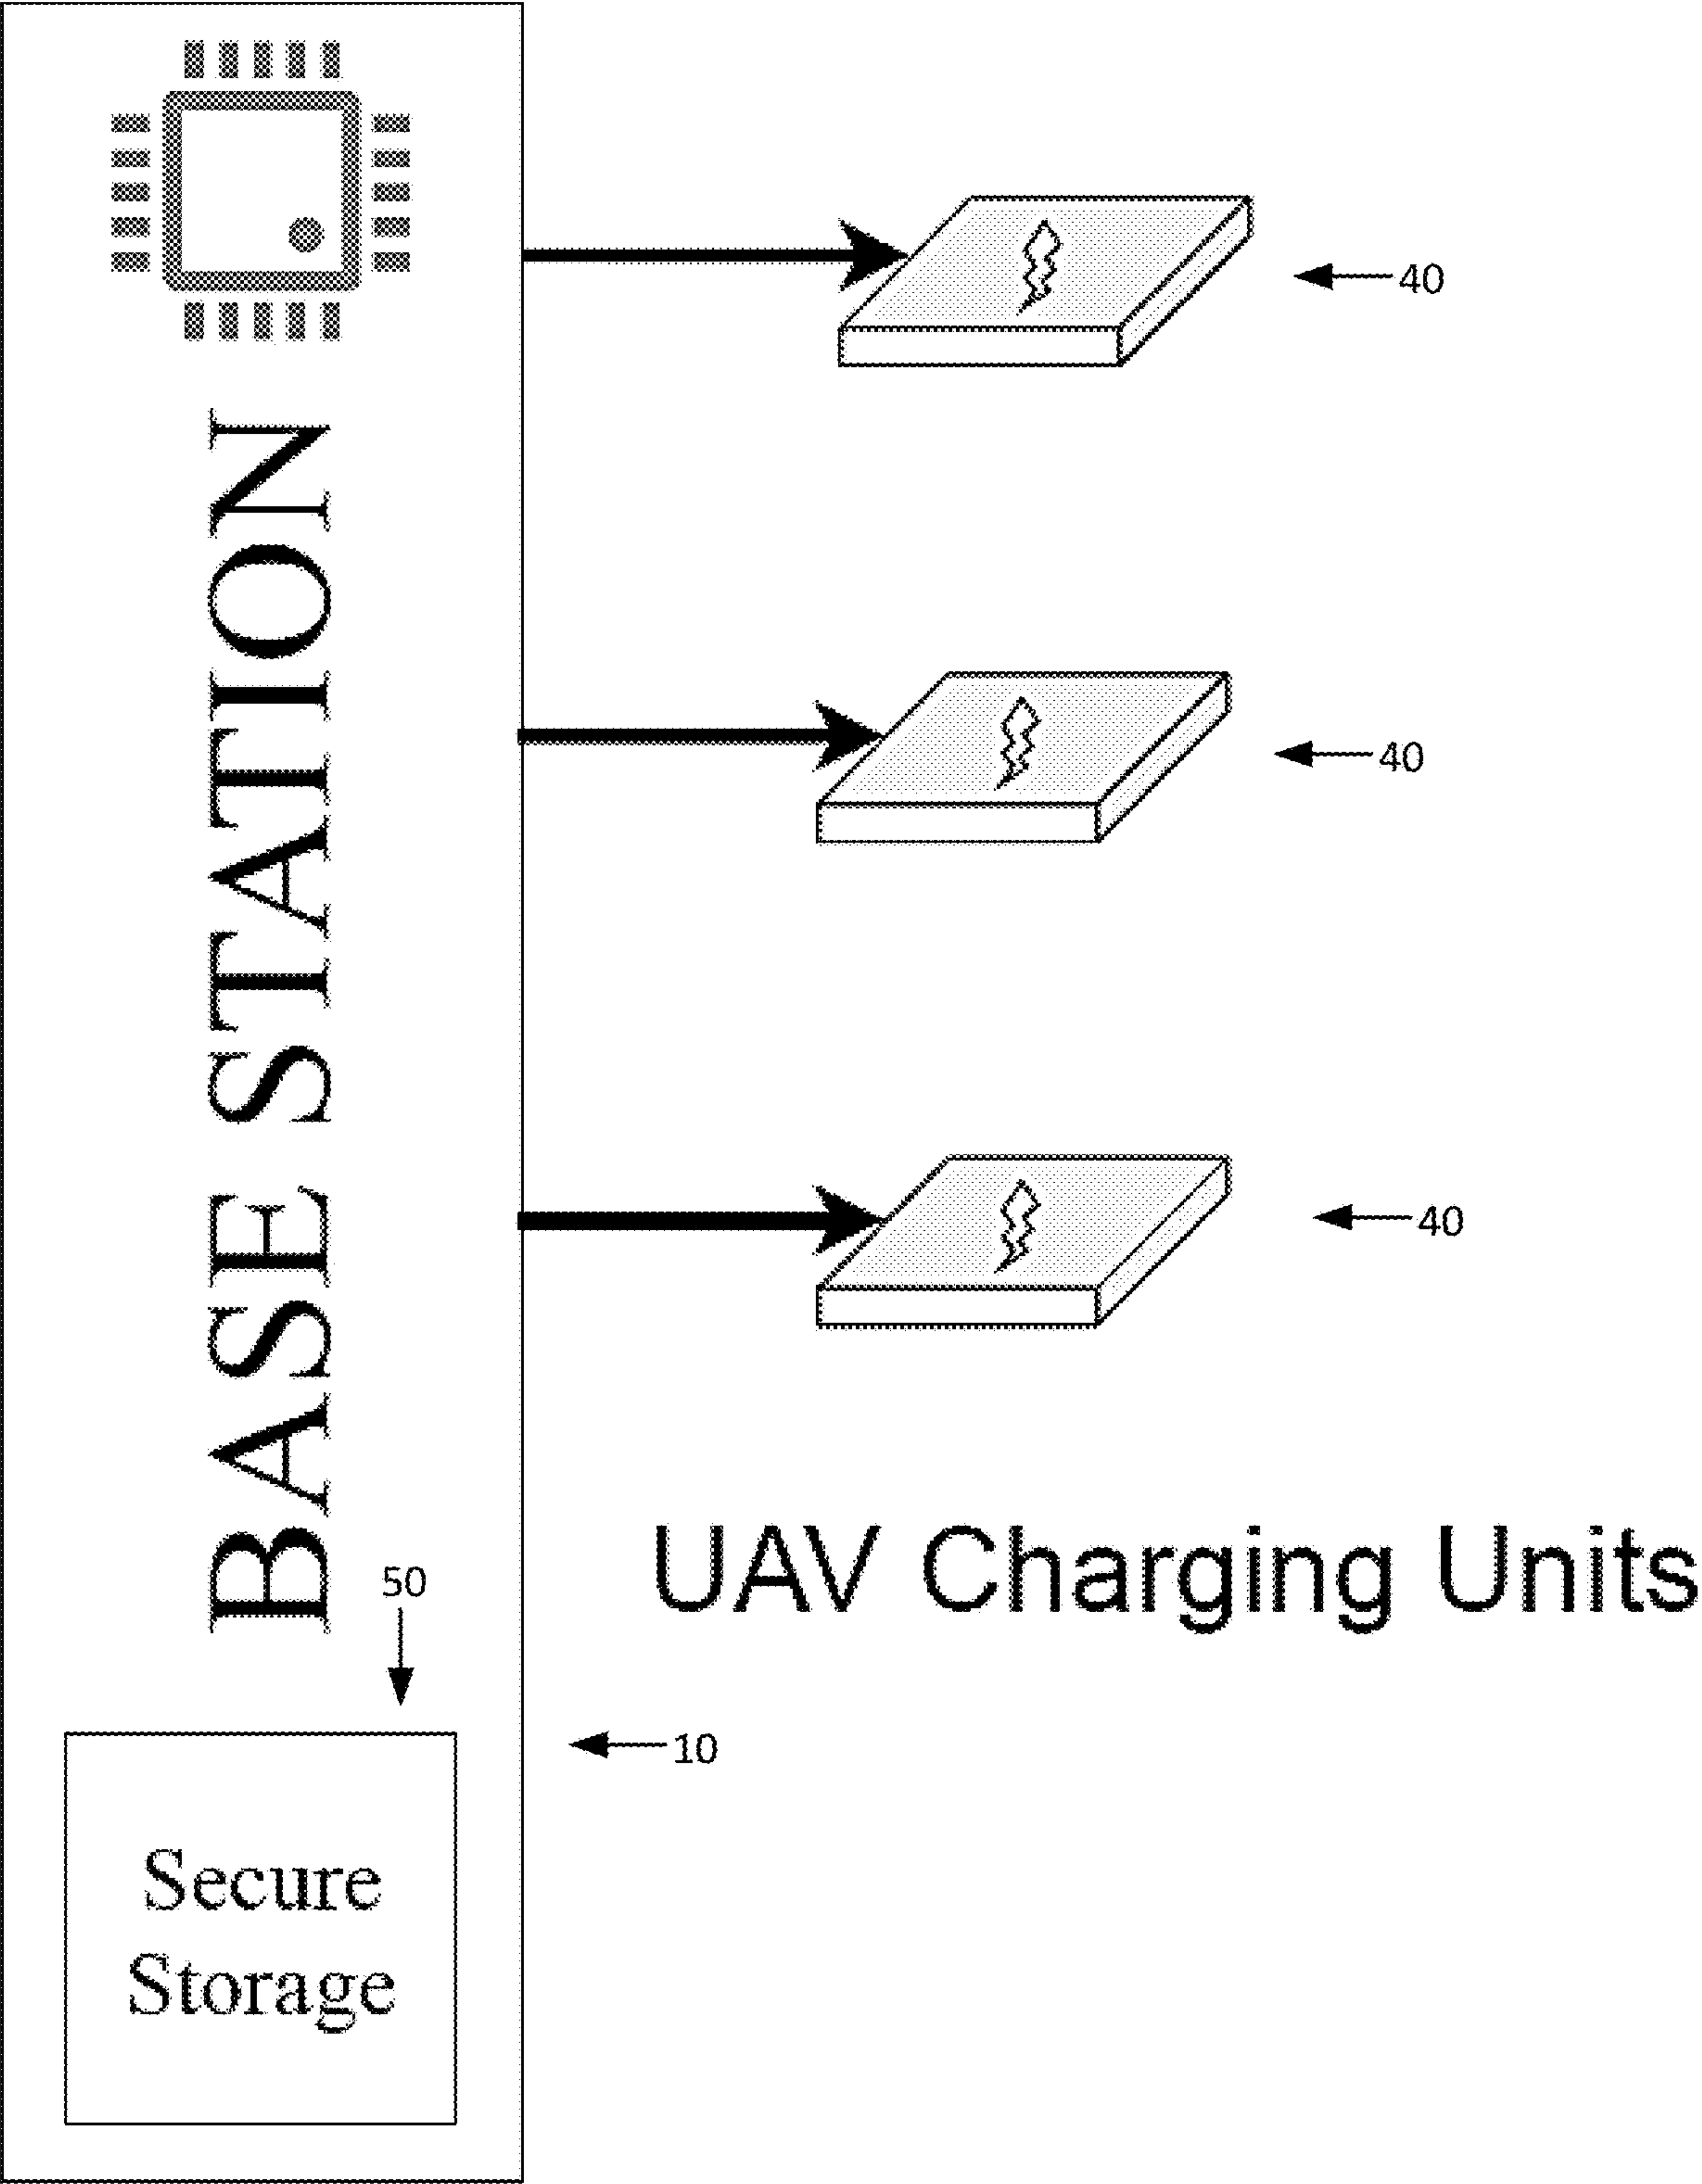 BASE STATION
40
40
40
UAV Charging Units
50
10
Secure
Storage